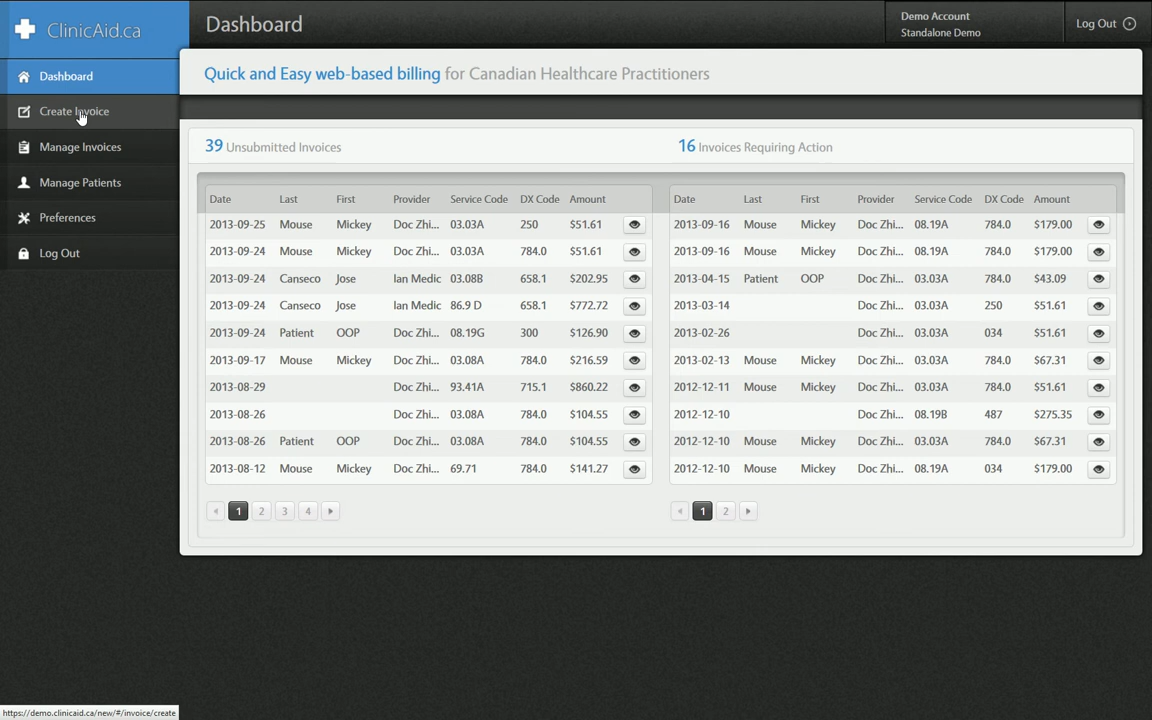 ClinicAid.ca
Dashboard
Demo Account
Standalone Demo
Log Out
Dashboard
Create Invoice
Manage Invoices
Manage Patients
Preferences
Log Out
Quick and Easy web-based billing for Canadian Healthcare Practitioners
39 Unsubmitted Invoices
Date Last First Provider Service Code DX Code Amount
2013-09-25 Mouse Mickey Doc Zhi... 03.03A 250 $51.61
2013-09-24 Mouse Mickey Doc Zhi... 03.03A 784.0 $51.61
2013-09-24 Canseco Jose Ian Medic 03.08B 658.1 $202.95
2013-09-24 Canseco Jose Ian Medic 86.9 D 658.1 $772.72
2013-09-24 Patient OOP Doc Zhi... 08.19G 300 $126.90
2013-09-17 Mouse Mickey Doc Zhi... 03.08A 784.0 $216.59
2013-08-29 Doc Zhi... 93.41A 715.1 $860.22
2013-08-26 Doc Zhi... 03.08A 784.0 $104.55
2013-08-26 Patient OOP Doc Zhi... 03.08A 784.0 $104.55
2013-08-12 Mouse Mickey Doc Zhi... 69.71 784.0 $141.27
1 2 3 4
16 Invoices Requiring Action
Date Last First Provider Service Code DX Code Amount
2013-09-16 Mouse Mickey Doc Zhi... 08.19A 784.0 $179.00
2013-09-16 Mouse Mickey Doc Zhi... 08.19A 784.0 $179.00
2013-04-15 Patient OOP Doc Zhi... 03.03A 784.0 $43.09
2013-03-14 Doc Zhi... 03.03A 250 $51.61
2013-02-26 Doc Zhi... 03.03A 034 $51.61
2013-02-13 Mouse Mickey Doc Zhi... 03.03A 784.0 $67.31
2012-12-11 Mouse Mickey Doc Zhi... 03.03A 784.0 $51.61
2012-12-10 Doc Zhi... 08.19B 487 $275.35
2012-12-10 Mouse Mickey Doc Zhi... 03.03A 784.0 $67.31
2012-12-10 Mouse Mickey Doc Zhi... 08.19A 034 $179.00
1 2
https://demo.clinicaid.ca/new/#/invoice/create